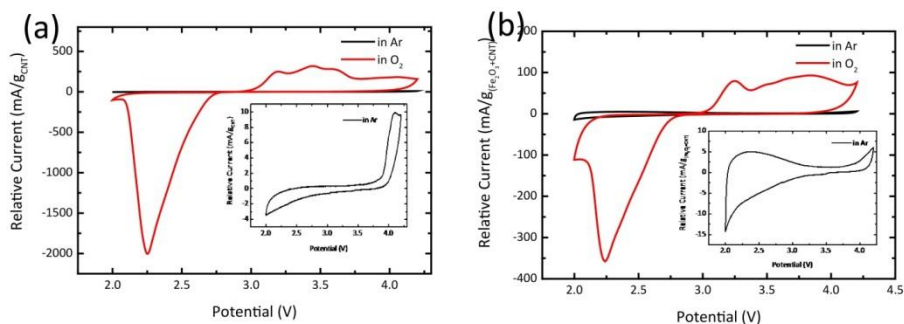 (a)
Relative Current (mA/g_CNT)
500
0
-500
-1000
-1500
-2000
in Ar
in O₂
Relative Current (mA/g
10
8
6
4
2
0
-2
-4
in Ar
2.0 2.5 3.0 3.5 4.0
Potential (V)
2.0 2.5 3.0 3.5 4.0
Potential (V)
(b)
Relative Current (mA/g(Fe₂O₃+CNT)
200
100
0
-100
-200
-300
-400
in Ar
in O₂
Relative Current (mA/g
10
5
0
-5
-10
-15
in Ar
2.0 2.5 3.0 3.5 4.0
Potential (V)
2.0 2.5 3.0 3.5 4.0 4.5
Potential (V)